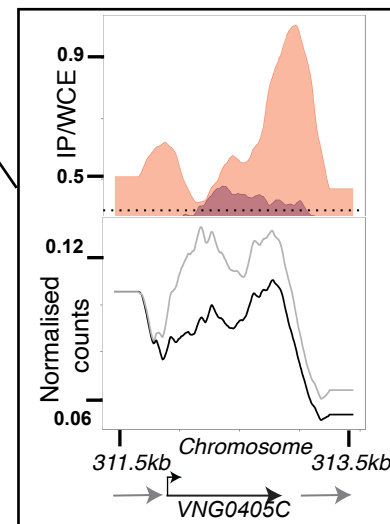 0.9
IP/WCE
0.5
0.12
Normalised
counts
0.06
Chromosome
311.5kb
313.5kb
VNG0405C